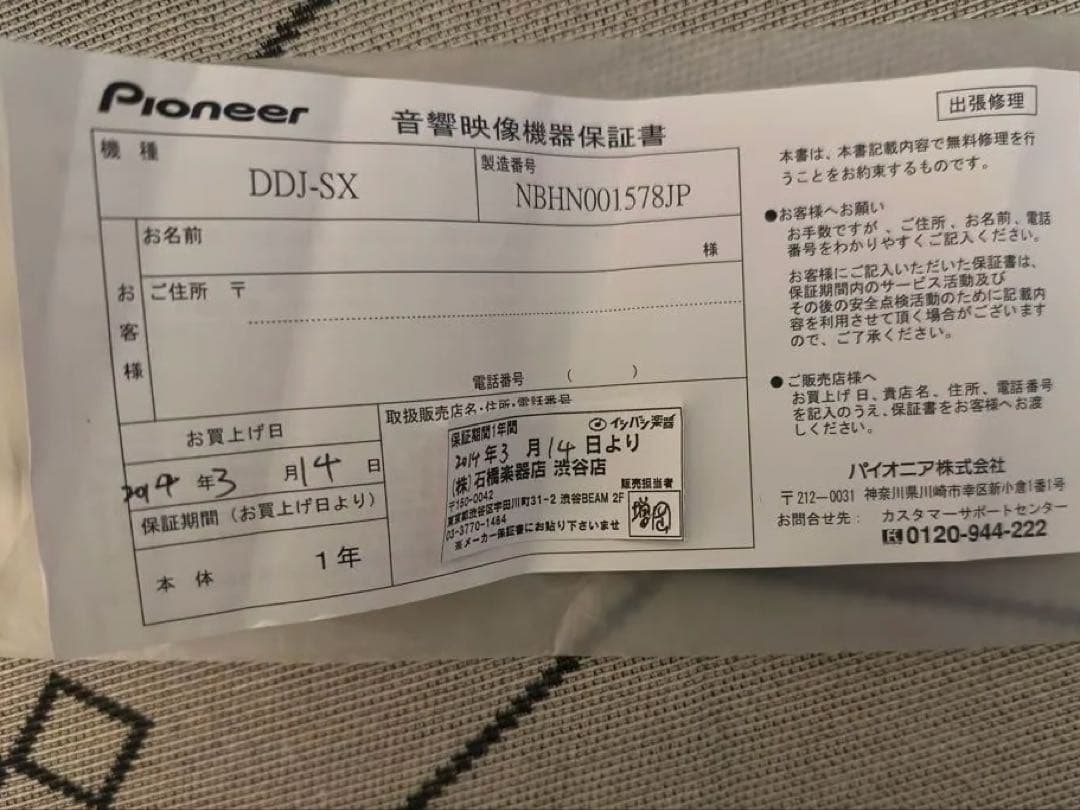 Pioneer
音響映像機器保証書
出張修理
機種
DDJ-SX
製造番号
NBHN001578JP
お客様
お名前
様
ご住所 〒
電話番号 ( )
お買上げ日
2014年3月14日
保証期間(お買上げ日より)
本体 1年
取扱販売店名・住所・電話番号
保証期間1年間
イシバシ楽器
2014年3月14日より
(株)石橋楽器店 渋谷店
〒150-0042
東京都渋谷区宇田川町31-2 渋谷BEAM 2F
03-3770-1484
※メーカー保証書にお貼り下さいませ
販売担当者
増
本書は、本書記載内容で無料修理を行
うことをお約束するものです。
●お客様へお願い
お手数ですが、ご住所、お名前、電話
番号をわかりやすくご記入ください。
お客様にご記入いただいた保証書は、
保証期間内のサービス活動及び
その後の安全点検活動のために記載内
容を利用させて頂く場合がございます
ので、ご了承ください。
●ご販売店様へ
お買上げ日、貴店名、住所、電話番号
を記入のうえ、保証書をお客様へお渡
しください。
パイオニア株式会社
〒212-0031 神奈川県川崎市幸区新小倉1番1号
お問合せ先: カスタマーサポートセンター
0120-944-222